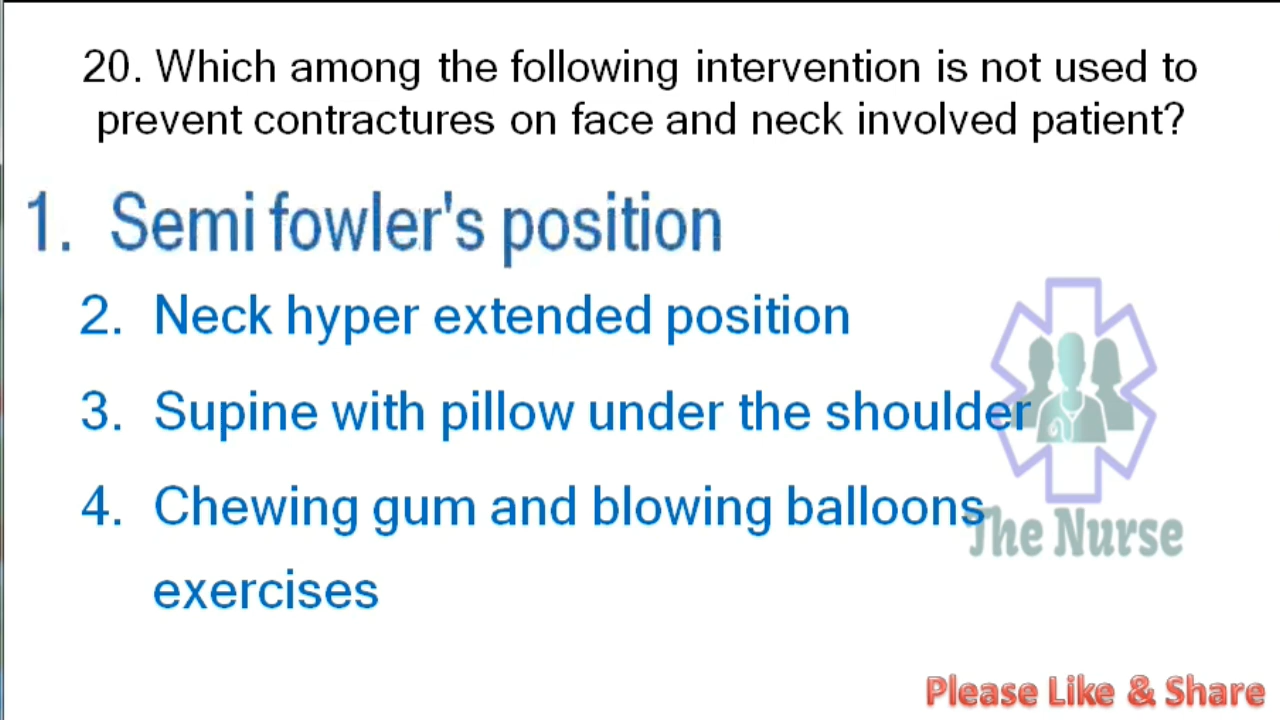 20. Which among the following intervention is not used to
prevent contractures on face and neck involved patient?
1. Semi fowler's position
2. Neck hyper extended position
3. Supine with pillow under the shoulder
4. Chewing gum and blowing balloons
exercises
The Nurse
Please Like & Share